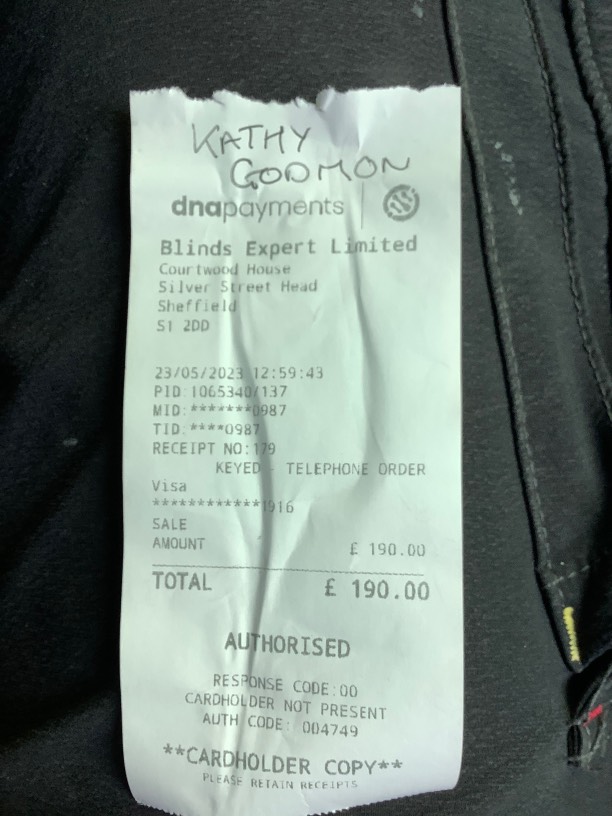 KATHY
GODMON
dnapayments
Blinds Expert Limited
Courtwood House
Silver Street Head
Sheffield
S1 2DD
23/05/2023 12:59:43
PID:1065340/137
MID:*******0987
TID:****0987
RECEIPT NO:179
KEYED - TELEPHONE ORDER
Visa
************1916
SALE
AMOUNT £ 190.00
TOTAL £ 190.00
AUTHORISED
RESPONSE CODE:00
CARDHOLDER NOT PRESENT
AUTH CODE: 004749
**CARDHOLDER COPY**
PLEASE RETAIN RECEIPTS